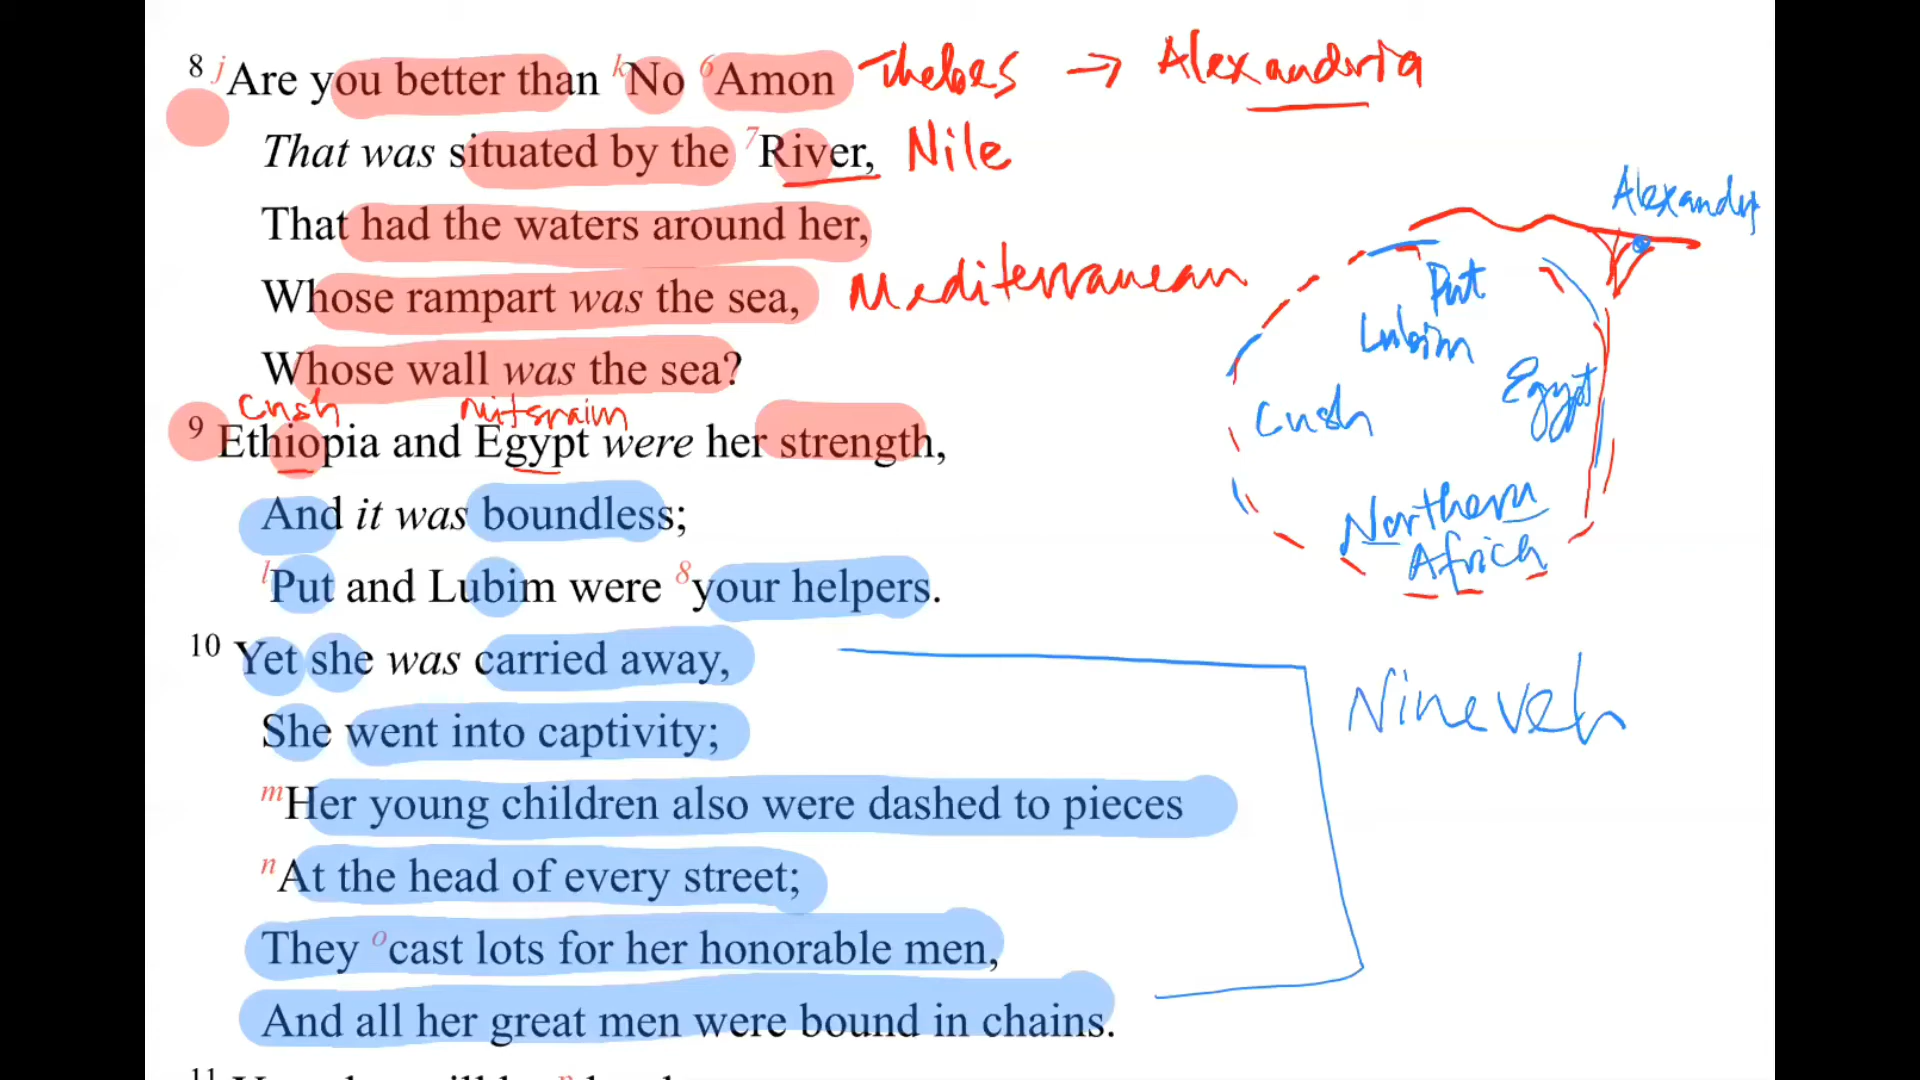 8 j Are you better than k No 6 Amon Thebes → Alexandria
That was situated by the 7 River, Nile
That had the waters around her,
Whose rampart was the sea, Mediterranean
Whose wall was the sea?
Cush Mitsraim
9 Ethiopia and Egypt were her strength,
And it was boundless;
l Put and Lubim were 8 your helpers.
10 Yet she was carried away,
She went into captivity;
m Her young children also were dashed to pieces
n At the head of every street;
They o cast lots for her honorable men,
And all her great men were bound in chains.
Put
Lubim
Egypt
Cush
Northern
Africa
Nineveh